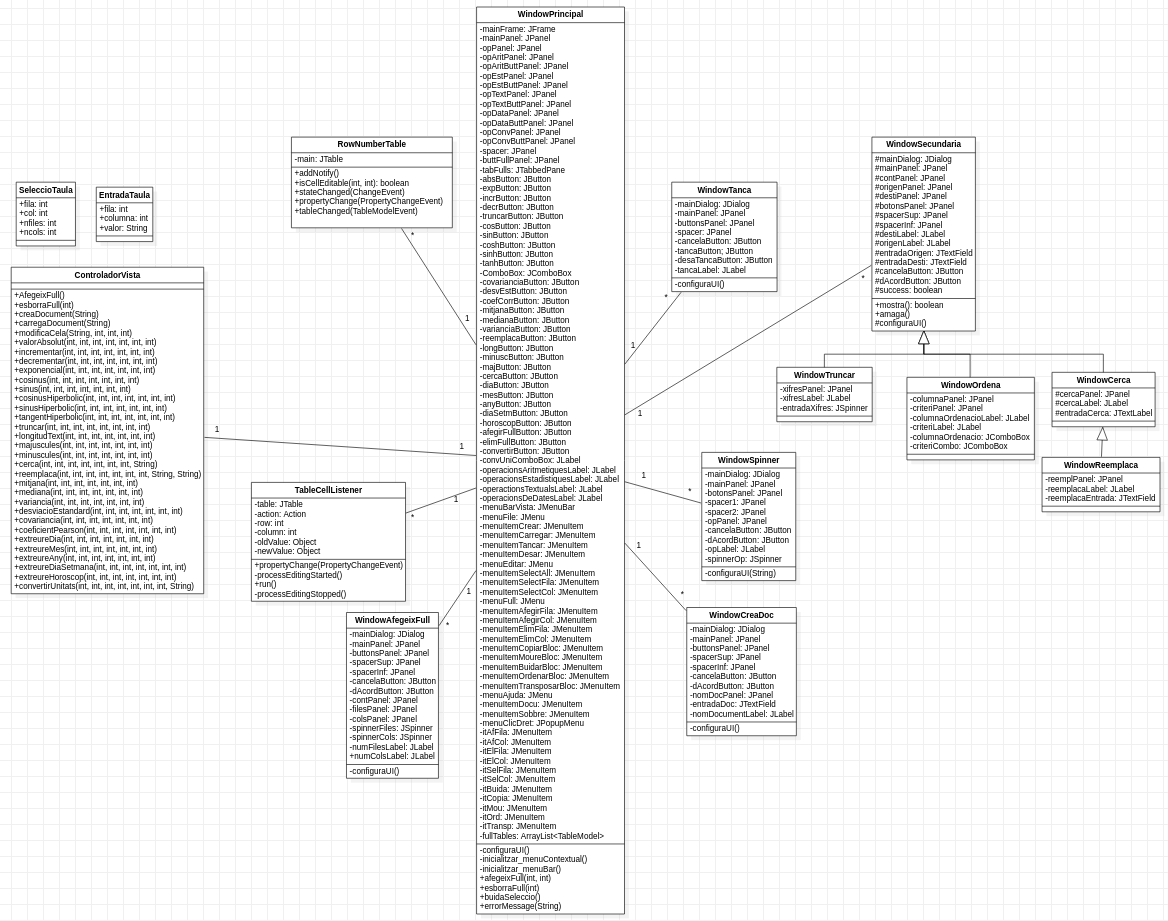 WindowPrincipal
-mainFrame: JFrame
-mainPanel: JPanel
-opPanel: JPanel
-opAritPanel: JPanel
-opAritButtPanel: JPanel
-opEstPanel: JPanel
-opEstButtPanel: JPanel
-opTextPanel: JPanel
-opTextButtPanel: JPanel
-opDataPanel: JPanel
-opDataButtPanel: JPanel
-opConvPanel: JPanel
-opConvButtPanel: JPanel
-spacer: JPanel
-buttFullPanel: JPanel
-tabFulls: JTabbedPane
-absButton: JButton
-expButton: JButton
-incrButton: JButton
-decrButton: JButton
-truncarButton: JButton
-cosButton: JButton
-sinButton: JButton
-coshButton: JButton
-sinhButton: JButton
-tanhButton: JButton
-ComboBox: JComboBox
-covarianciaButton: JButton
-desvEstButton: JButton
-coefCorrButton: JButton
-mitjanaButton: JButton
-medianaButton: JButton
-varianciaButton: JButton
-reemplacaButton: JButton
-longButton: JButton
-minuscButton: JButton
-majButton: JButton
-cercaButton: JButton
-diaButton: JButton
-mesButton: JButton
-anyButton: JButton
-diaSetmButton: JButton
-horoscopButton: JButton
-afegirFullButton: JButton
-elimFullButton: JButton
-convertirButton: JButton
-convUniComboBox: JLabel
-operacionsAritmetiquesLabel: JLabel
-operacionsEstadistiquesLabel: JLabel
-operactionsTextualsLabel: JLabel
-operacionsDeDatesLabel: JLabel
-menuBarVista: JMenuBar
-menuFile: JMenu
-menuItemCrear: JMenuItem
-menuItemCarregar: JMenuItem
-menuItemTancar: JMenuItem
-menuItemDesar: JMenuItem
-menuEditar: JMenu
-menuItemSelectAll: JMenuItem
-menuItemSelectFila: JMenuItem
-menuItemSelectCol: JMenuItem
-menuFull: JMenu
-menuItemAfegirFila: JMenuItem
-menuItemAfegirCol: JMenuItem
-menuItemElimFila: JMenuItem
-menuItemElimCol: JMenuItem
-menuItemCopiarBloc: JMenuItem
-menuItemMoureBloc: JMenuItem
-menuItemBuidarBloc: JMenuItem
-menuItemOrdenarBloc: JMenuItem
-menuItemTransposarBloc: JMenuItem
-menuAjuda: JMenu
-menuItemDocu: JMenuItem
-menuItemSobbre: JMenuItem
-menuClicDret: JPopupMenu
-itAfFila: JMenuItem
-itAfCol: JMenuItem
-itElFila: JMenuItem
-itElCol: JMenuItem
-itSelFila: JMenuItem
-itSelCol: JMenuItem
-itBuida: JMenuItem
-itCopia: JMenuItem
-itMou: JMenuItem
-itOrd: JMenuItem
-itTransp: JMenuItem
-fullTables: ArrayList<TableModel>
-configuraUI()
-inicialitzar_menuContextual()
-inicialitzar_menuBar()
+afegeixFull(int, int)
+esborraFull(int)
+buidaSeleccio()
+errorMessage(String)
RowNumberTable
-main: JTable
+addNotify()
+isCellEditable(int, int): boolean
+stateChanged(ChangeEvent)
+propertyChange(PropertyChangeEvent)
+tableChanged(TableModelEvent)
*
1
SeleccioTaula
+fila: int
+col: int
+nfiles: int
+ncols: int
EntradaTaula
+fila: int
+columna: int
+valor: String
ControladorVista
+AfegeixFull()
+esborraFull(int)
+creaDocument(String)
+carregaDocument(String)
+modificaCela(String, int, int, int)
+valorAbsolut(int, int, int, int, int, int)
+incrementar(int, int, int, int, int, int)
+decrementar(int, int, int, int, int, int)
+exponencial(int, int, int, int, int, int)
+cosinus(int, int, int, int, int, int)
+sinus(int, int, int, int, int, int)
+cosinusHiperbolic(int, int, int, int, int, int)
+sinusHiperbolic(int, int, int, int, int, int)
+tangentHiperbolic(int, int, int, int, int, int)
+truncar(int, int, int, int, int, int, int)
+longitudText(int, int, int, int, int, int)
+majuscules(int, int, int, int, int, int)
+minuscules(int, int, int, int, int, int)
+cerca(int, int, int, int, int, int, String)
+reemplaca(int, int, int, int, int, int, String, String)
+mitjana(int, int, int, int, int, int)
+mediana(int, int, int, int, int, int)
+variancia(int, int, int, int, int, int)
+desviacioEstandard(int, int, int, int, int, int)
+covariancia(int, int, int, int, int, int)
+coeficientPearson(int, int, int, int, int, int)
+extreureDia(int, int, int, int, int, int)
+extreureMes(int, int, int, int, int, int)
+extreureAny(int, int, int, int, int, int)
+extreureDiaSetmana(int, int, int, int, int, int)
+extreureHoroscop(int, int, int, int, int, int)
+convertirUnitats(int, int, int, int, int, int, String)
1
1
TableCellListener
-table: JTable
-action: Action
-row: int
-column: int
-oldValue: Object
-newValue: Object
+propertyChange(PropertyChangeEvent)
-processEditingStarted()
+run()
-processEditingStopped()
1
*
WindowAfegeixFull
-mainDialog: JDialog
-mainPanel: JPanel
-buttonsPanel: JPanel
-spacerSup: JPanel
-spacerInf: JPanel
-cancelaButton: JButton
-dAcordButton: JButton
-contPanel: JPanel
-filesPanel: JPanel
-colsPanel: JPanel
-spinnerFiles: JSpinner
-spinnerCols: JSpinner
-numFilesLabel: JLabel
+numColsLabel: JLabel
-configuraUI()
1
*
WindowTanca
-mainDialog: JDialog
-mainPanel: JPanel
-buttonsPanel: JPanel
-spacer: JPanel
-cancelaButton: JButton
-tancaButton; JButton
-desaTancaButton: JButton
-tancaLabel: JLabel
-configuraUI()
*
1
WindowSecundaria
#mainDialog: JDialog
#mainPanel: JPanel
#contPanel: JPanel
#origenPanel: JPanel
#destiPanel: JPanel
#botonsPanel: JPanel
#spacerSup: JPanel
#spacerInf: JPanel
#destiLabel: JLabel
#origenLabel: JLabel
#entradaOrigen: JTextField
#entradaDesti: JTextField
#cancelaButton: JButton
#dAcordButton: JButton
#success: boolean
+mostra(): boolean
+amaga()
#configuraUI()
*
1
WindowTruncar
-xifresPanel: JPanel
-xifresLabel: JLabel
-entradaXifres: JSpinner
WindowOrdena
-columnaPanel: JPanel
-criteriPanel: JPanel
-columnaOrdenacioLabel: JLabel
-criteriLabel: JLabel
-columnaOrdenacio: JComboBox
-criteriCombo: JComboBox
WindowCerca
#cercaPanel: JPanel
#cercaLabel: JLabel
#entradaCerca: JTextLabel
WindowReemplaca
-reemplPanel: JPanel
-reemplacaLabel: JLabel
-reemplacaEntrada: JTextField
WindowSpinner
-mainDialog: JDialog
-mainPanel: JPanel
-botonsPanel: JPanel
-spacer1: JPanel
-spacer2: JPanel
-opPanel: JPanel
-cancelaButton: JButton
-dAcordButton: JButton
-opLabel: JLabel
-spinnerOp: JSpinner
-configuraUI(String)
1
*
WindowCreaDoc
-mainDialog: JDialog
-mainPanel: JPanel
-buttonsPanel: JPanel
-spacerSup: JPanel
-spacerInf: JPanel
-cancelaButton: JButton
-dAcordButton: JButton
-nomDocPanel: JPanel
-entradaDoc: JTextField
-nomDocumentLabel: JLabel
-configuraUI()
1
*